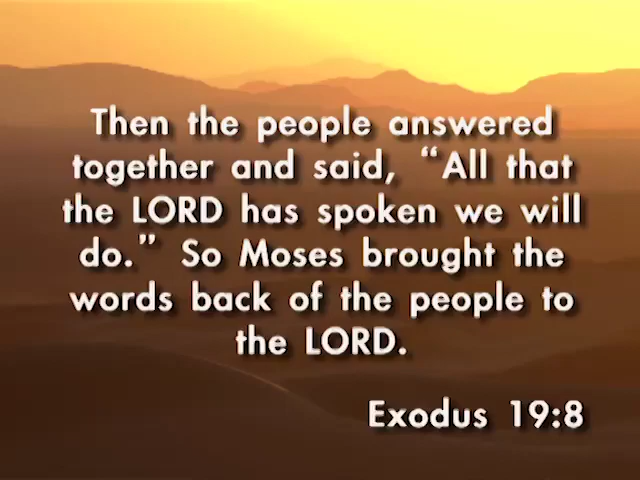 Then the people answered
together and said, “All that
the LORD has spoken we will
do.” So Moses brought the
words back of the people to
the LORD.
Exodus 19:8